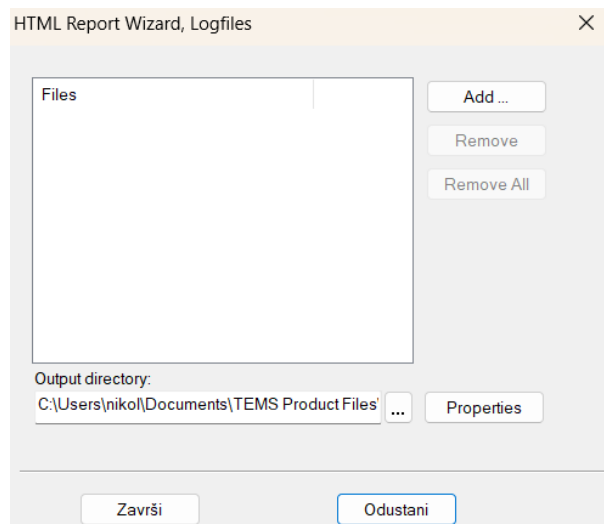 HTML Report Wizard, Logfiles
Files
Add ...
Remove
Remove All
Output directory:
C:\Users\nikol\Documents\TEMS Product Files\
...
Properties
Završi
Odustani